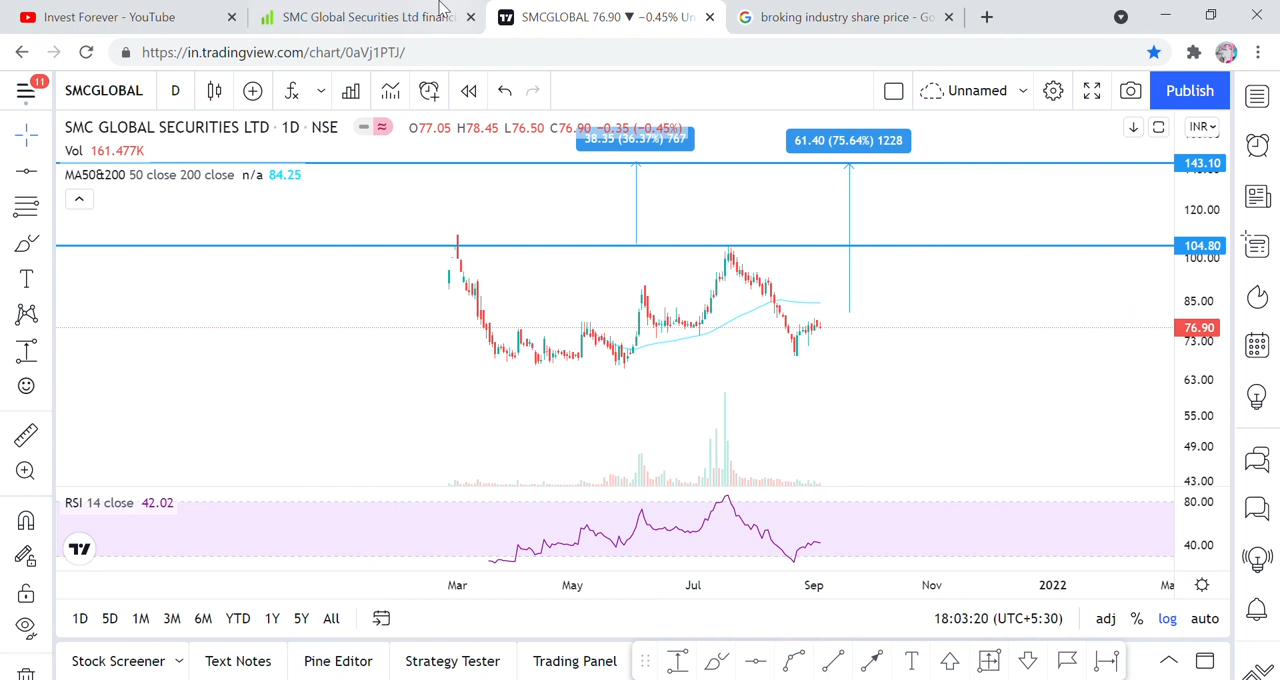 Invest Forever - YouTube
SMC Global Securities Ltd financ
SMCGLOBAL 76.90 ▼ −0.45% Un
broking industry share price - Go
https://in.tradingview.com/chart/0aVj1PTJ/
11
SMCGLOBAL
D
Unnamed
Publish
SMC GLOBAL SECURITIES LTD · 1D · NSE
O77.05 H78.45 L76.50 C76.90 −0.35 (−0.45%)
INR
Vol 161.477K
38.35 (36.37%) 767
61.40 (75.64%) 1228
143.10
MA50&200 50 close 200 close n/a 84.25
120.00
104.80
100.00
85.00
76.90
73.00
63.00
55.00
49.00
43.00
RSI 14 close 42.02
80.00
40.00
Mar
May
Jul
Sep
Nov
2022
Ma
1D 5D 1M 3M 6M YTD 1Y 5Y All
18:03:20 (UTC+5:30)
adj % log auto
Stock Screener
Text Notes
Pine Editor
Strategy Tester
Trading Panel